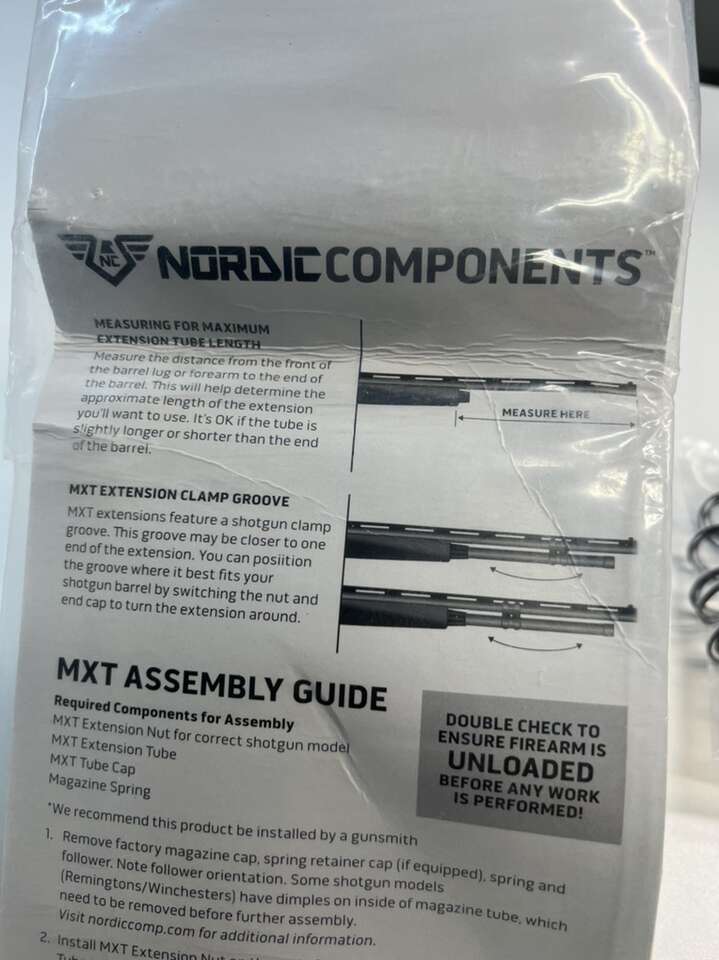 NC
NORDIC COMPONENTS™
MEASURING FOR MAXIMUM
EXTENSION TUBE LENGTH
Measure the distance from the front of
the barrel lug or forearm to the end of
the barrel. This will help determine the
approximate length of the extension
you'll want to use. It's OK if the tube is
slightly longer or shorter than the end
of the barrel.
MEASURE HERE
MXT EXTENSION CLAMP GROOVE
MXT extensions feature a shotgun clamp
groove. This groove may be closer to one
end of the extension. You can posiition
the groove where it best fits your
shotgun barrel by switching the nut and
end cap to turn the extension around.
MXT ASSEMBLY GUIDE
Required Components for Assembly
MXT Extension Nut for correct shotgun model
MXT Extension Tube
MXT Tube Cap
Magazine Spring
DOUBLE CHECK TO
ENSURE FIREARM IS
UNLOADED
BEFORE ANY WORK
IS PERFORMED!
*We recommend this product be installed by a gunsmith
1. Remove factory magazine cap, spring retainer cap (if equipped), spring and
follower. Note follower orientation. Some shotgun models
(Remingtons/Winchesters) have dimples on inside of magazine tube, which
need to be removed before further assembly.
Visit nordiccomp.com for additional information.
2. Install MXT Extension Nut